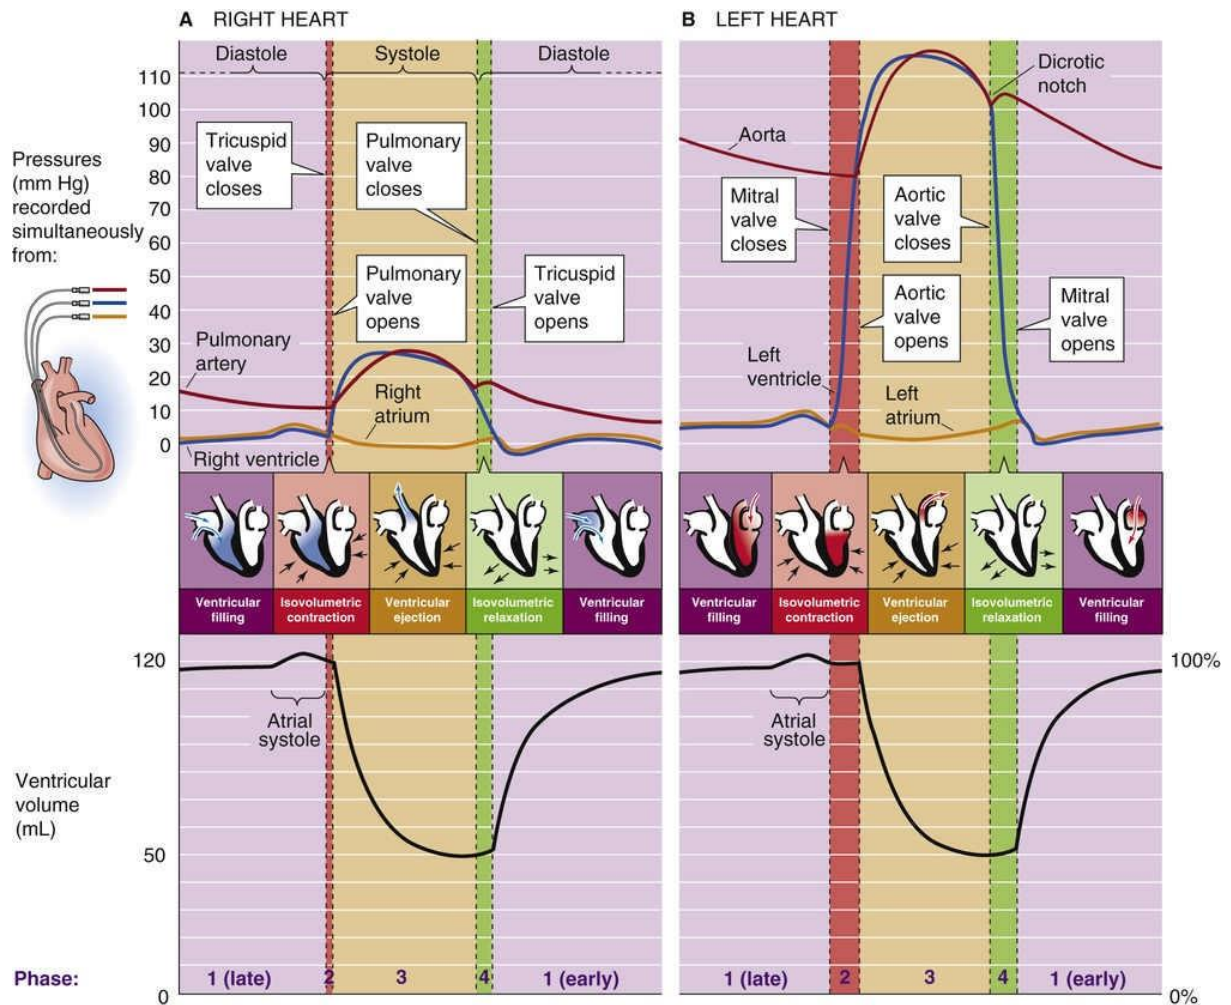 A RIGHT HEART
B LEFT HEART
Diastole
Systole
Diastole
110
100
90
80
70
60
50
40
30
20
10
0
Pressures
(mm Hg)
recorded
simultaneously
from:
Tricuspid
valve
closes
Pulmonary
valve
closes
Pulmonary
valve
opens
Tricuspid
valve
opens
Pulmonary
artery
Right
atrium
Right ventricle
Dicrotic
notch
Aorta
Mitral
valve
closes
Aortic
valve
closes
Aortic
valve
opens
Mitral
valve
opens
Left
ventricle
Left
atrium
Ventricular
filling
Isovolumetric
contraction
Ventricular
ejection
Isovolumetric
relaxation
Ventricular
filling
Ventricular
filling
Isovolumetric
contraction
Ventricular
ejection
Isovolumetric
relaxation
Ventricular
filling
120
100%
Atrial
systole
Atrial
systole
Ventricular
volume
(mL)
50
Phase:
1 (late)
2
3
4
1 (early)
1 (late)
2
3
4
1 (early)
0
0%